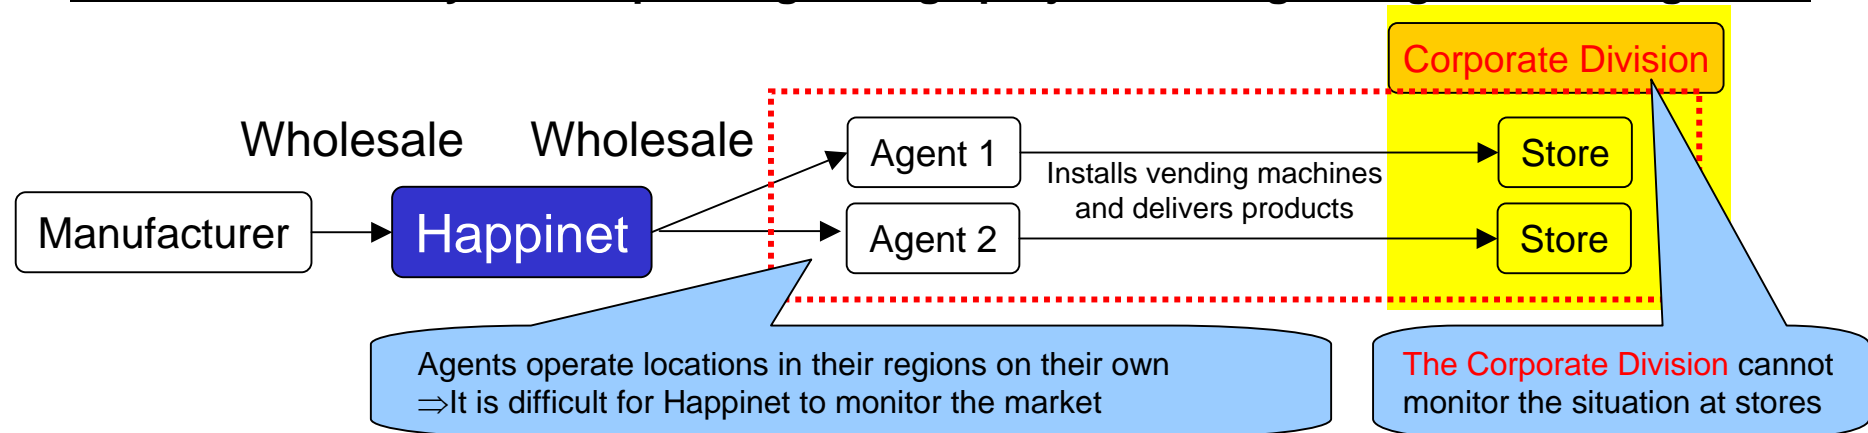 Corporate Division
Wholesale Wholesale
Agent 1
Store
Installs vending machines
and delivers products
Manufacturer
Happinet
Agent 2
Store
Agents operate locations in their regions on their own
⇒It is difficult for Happinet to monitor the market
The Corporate Division cannot
monitor the situation at stores